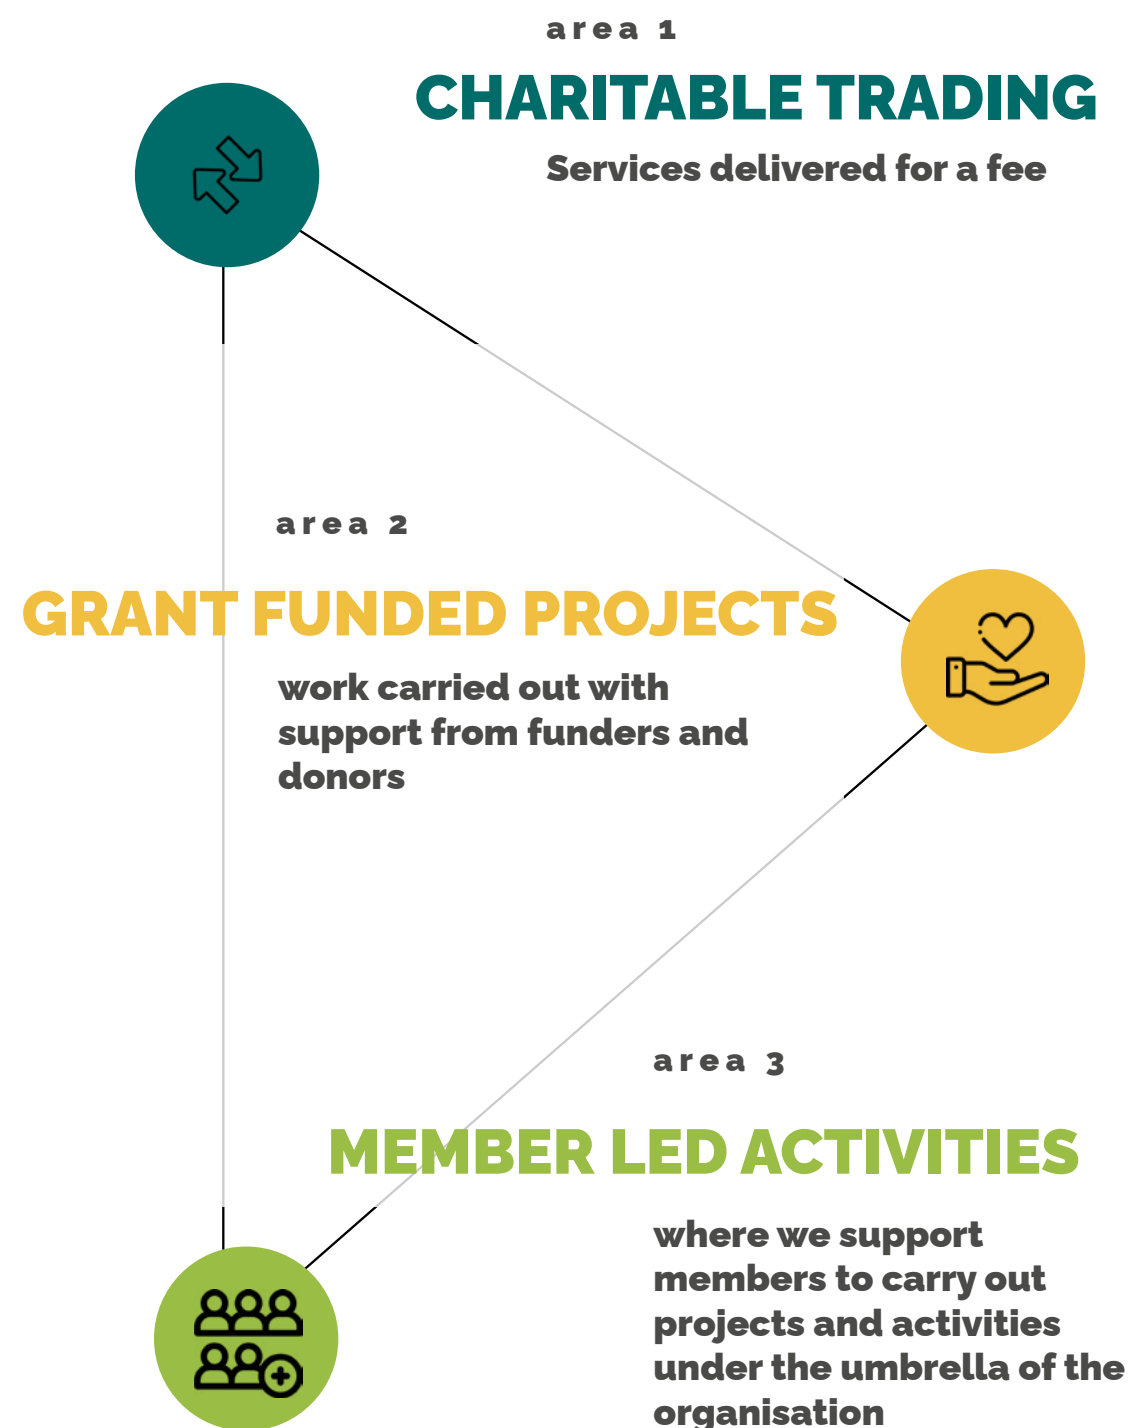 area 1
CHARITABLE TRADING
Services delivered for a fee
area 2
GRANT FUNDED PROJECTS
work carried out with
support from funders and
donors
area 3
MEMBER LED ACTIVITIES
where we support
members to carry out
projects and activities
under the umbrella of the
organisation